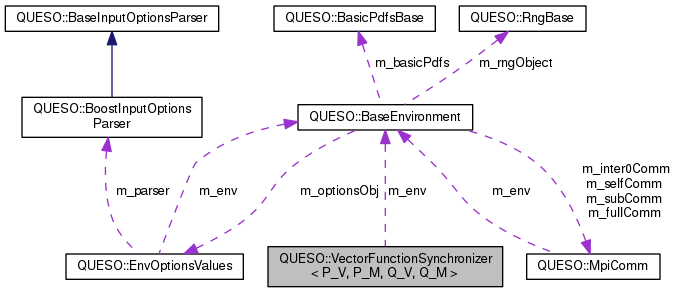 QUESO::BaseInputOptionsParser
QUESO::BasicPdfsBase
QUESO::RngBase
m_basicPdfs
m_rngObject
QUESO::BoostInputOptions
Parser
QUESO::BaseEnvironment
m_parser
m_env
m_optionsObj
m_env
m_env
m_inter0Comm
m_selfComm
m_subComm
m_fullComm
QUESO::EnvOptionsValues
QUESO::VectorFunctionSynchronizer
< P_V, P_M, Q_V, Q_M >
QUESO::MpiComm